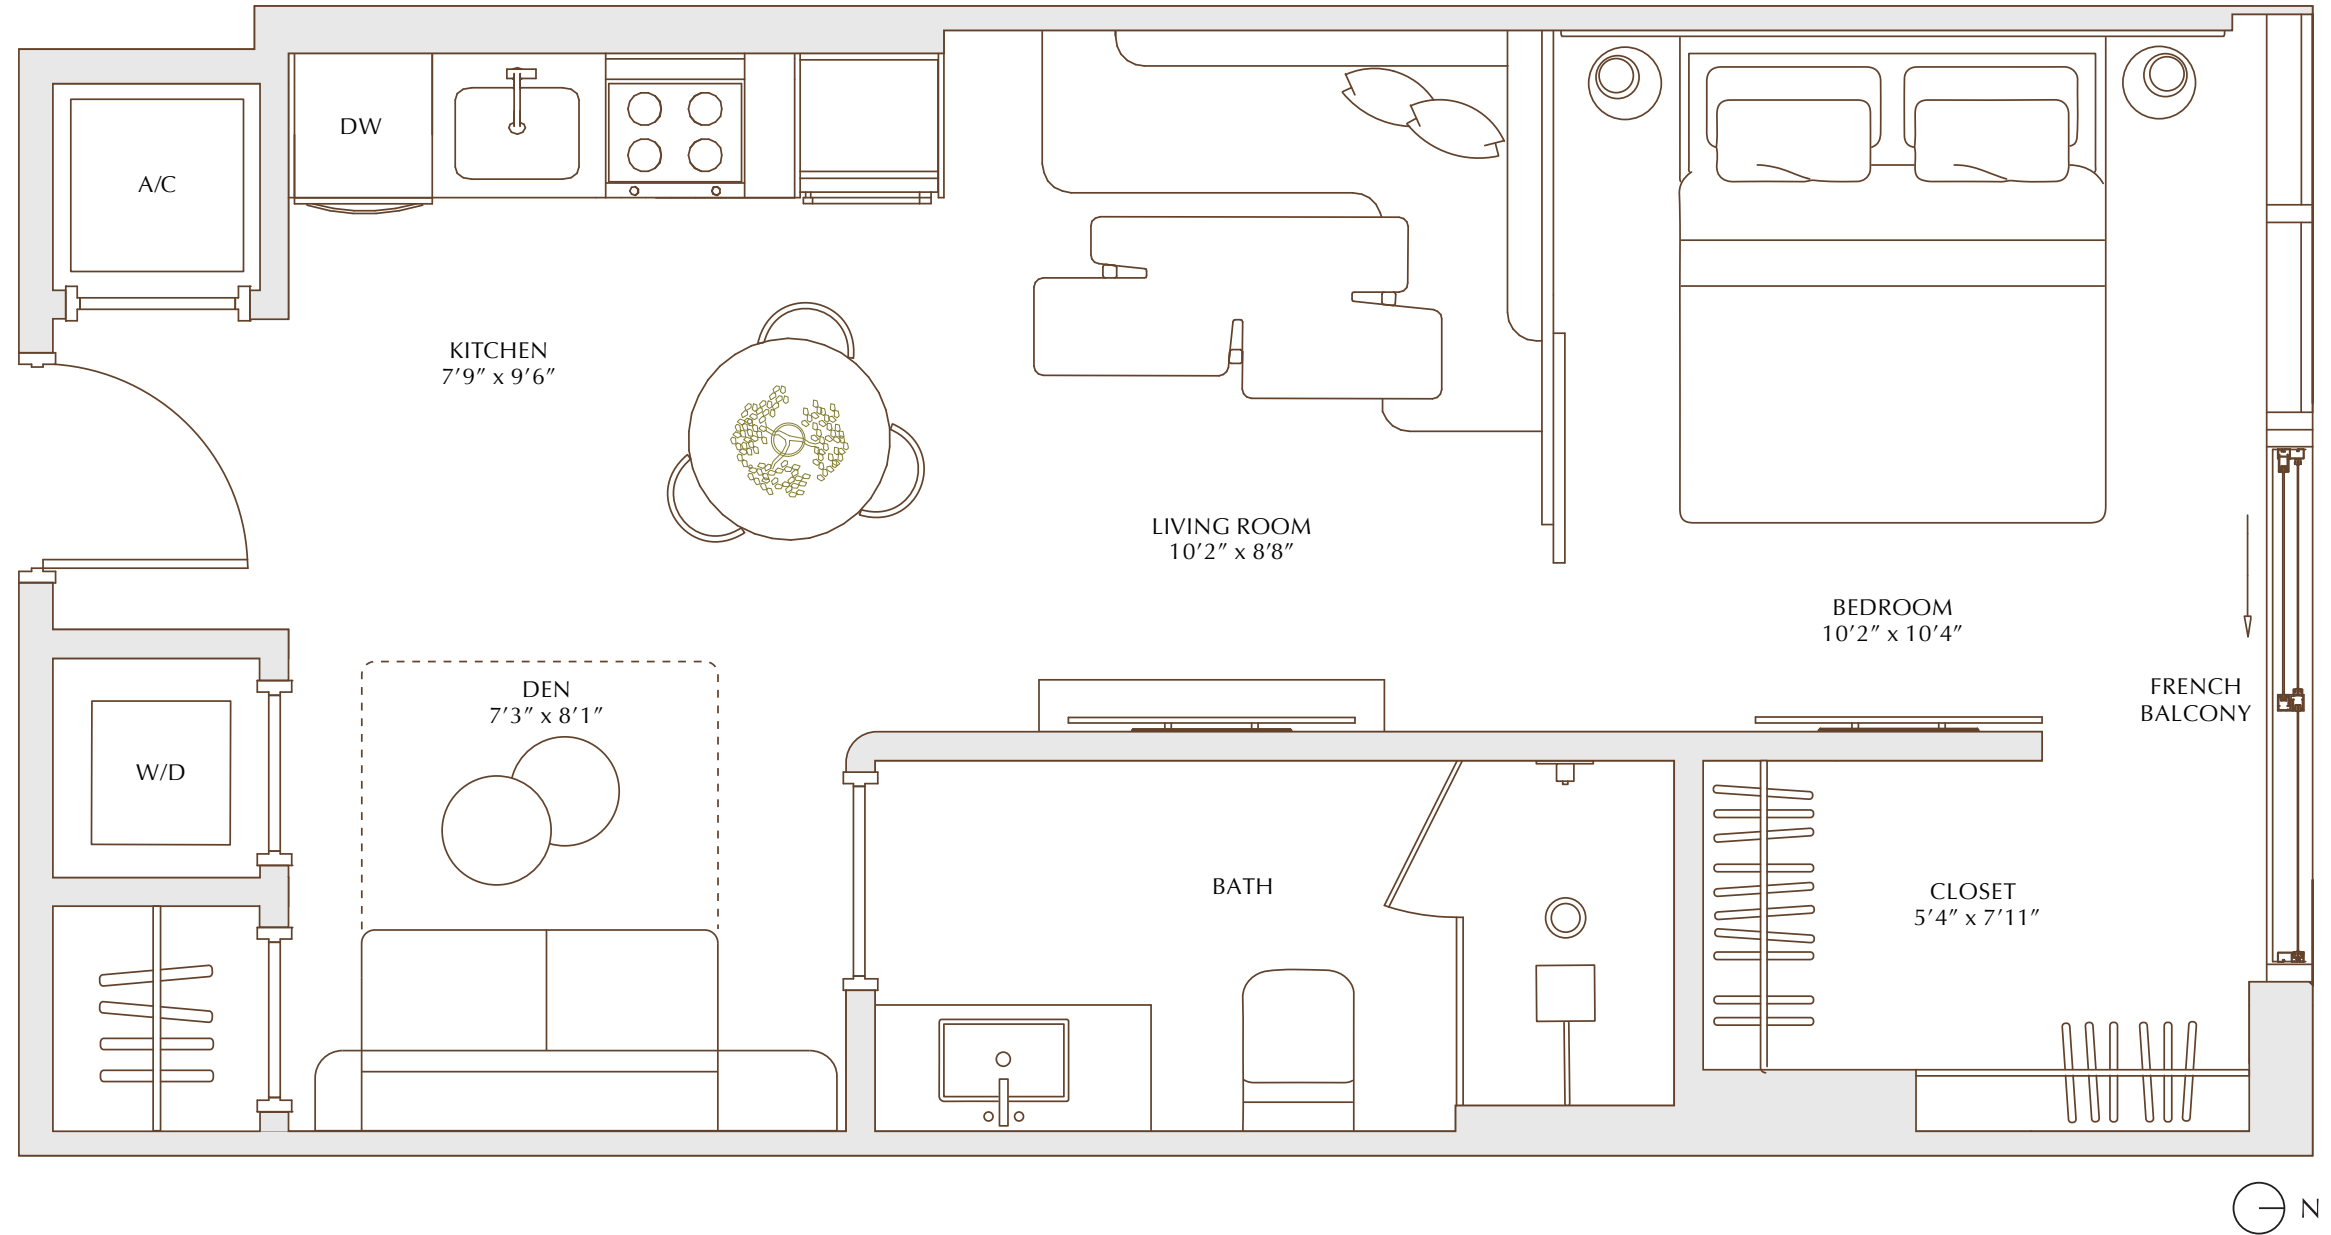 A/C
DW
KITCHEN
7’9” x 9’6”
LIVING ROOM
10’2” x 8’8”
BEDROOM
10’2” x 10’4”
FRENCH
BALCONY
DEN
7’3” x 8’1”
W/D
BATH
CLOSET
5’4” x 7’11”
N